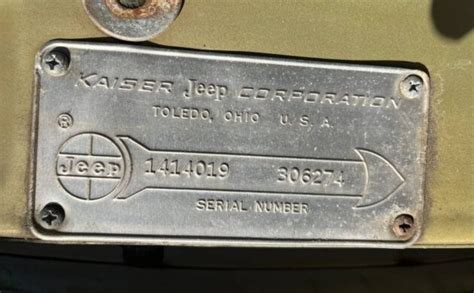 KAISER Jeep CORPORATION
TOLEDO, OHIO U. S. A.
®
Jeep 1414019 306274
SERIAL NUMBER